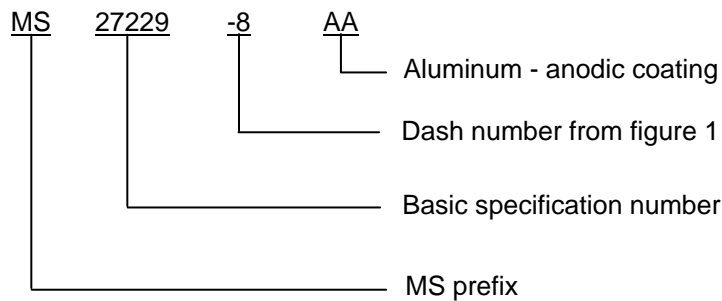 MS 27229 -8 AA
Aluminum - anodic coating
Dash number from figure 1
Basic specification number
MS prefix